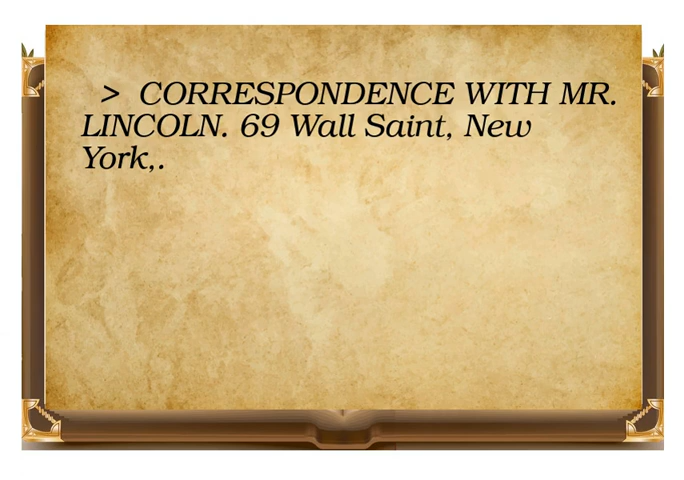 > CORRESPONDENCE WITH MR.
LINCOLN. 69 Wall Saint, New
York,.